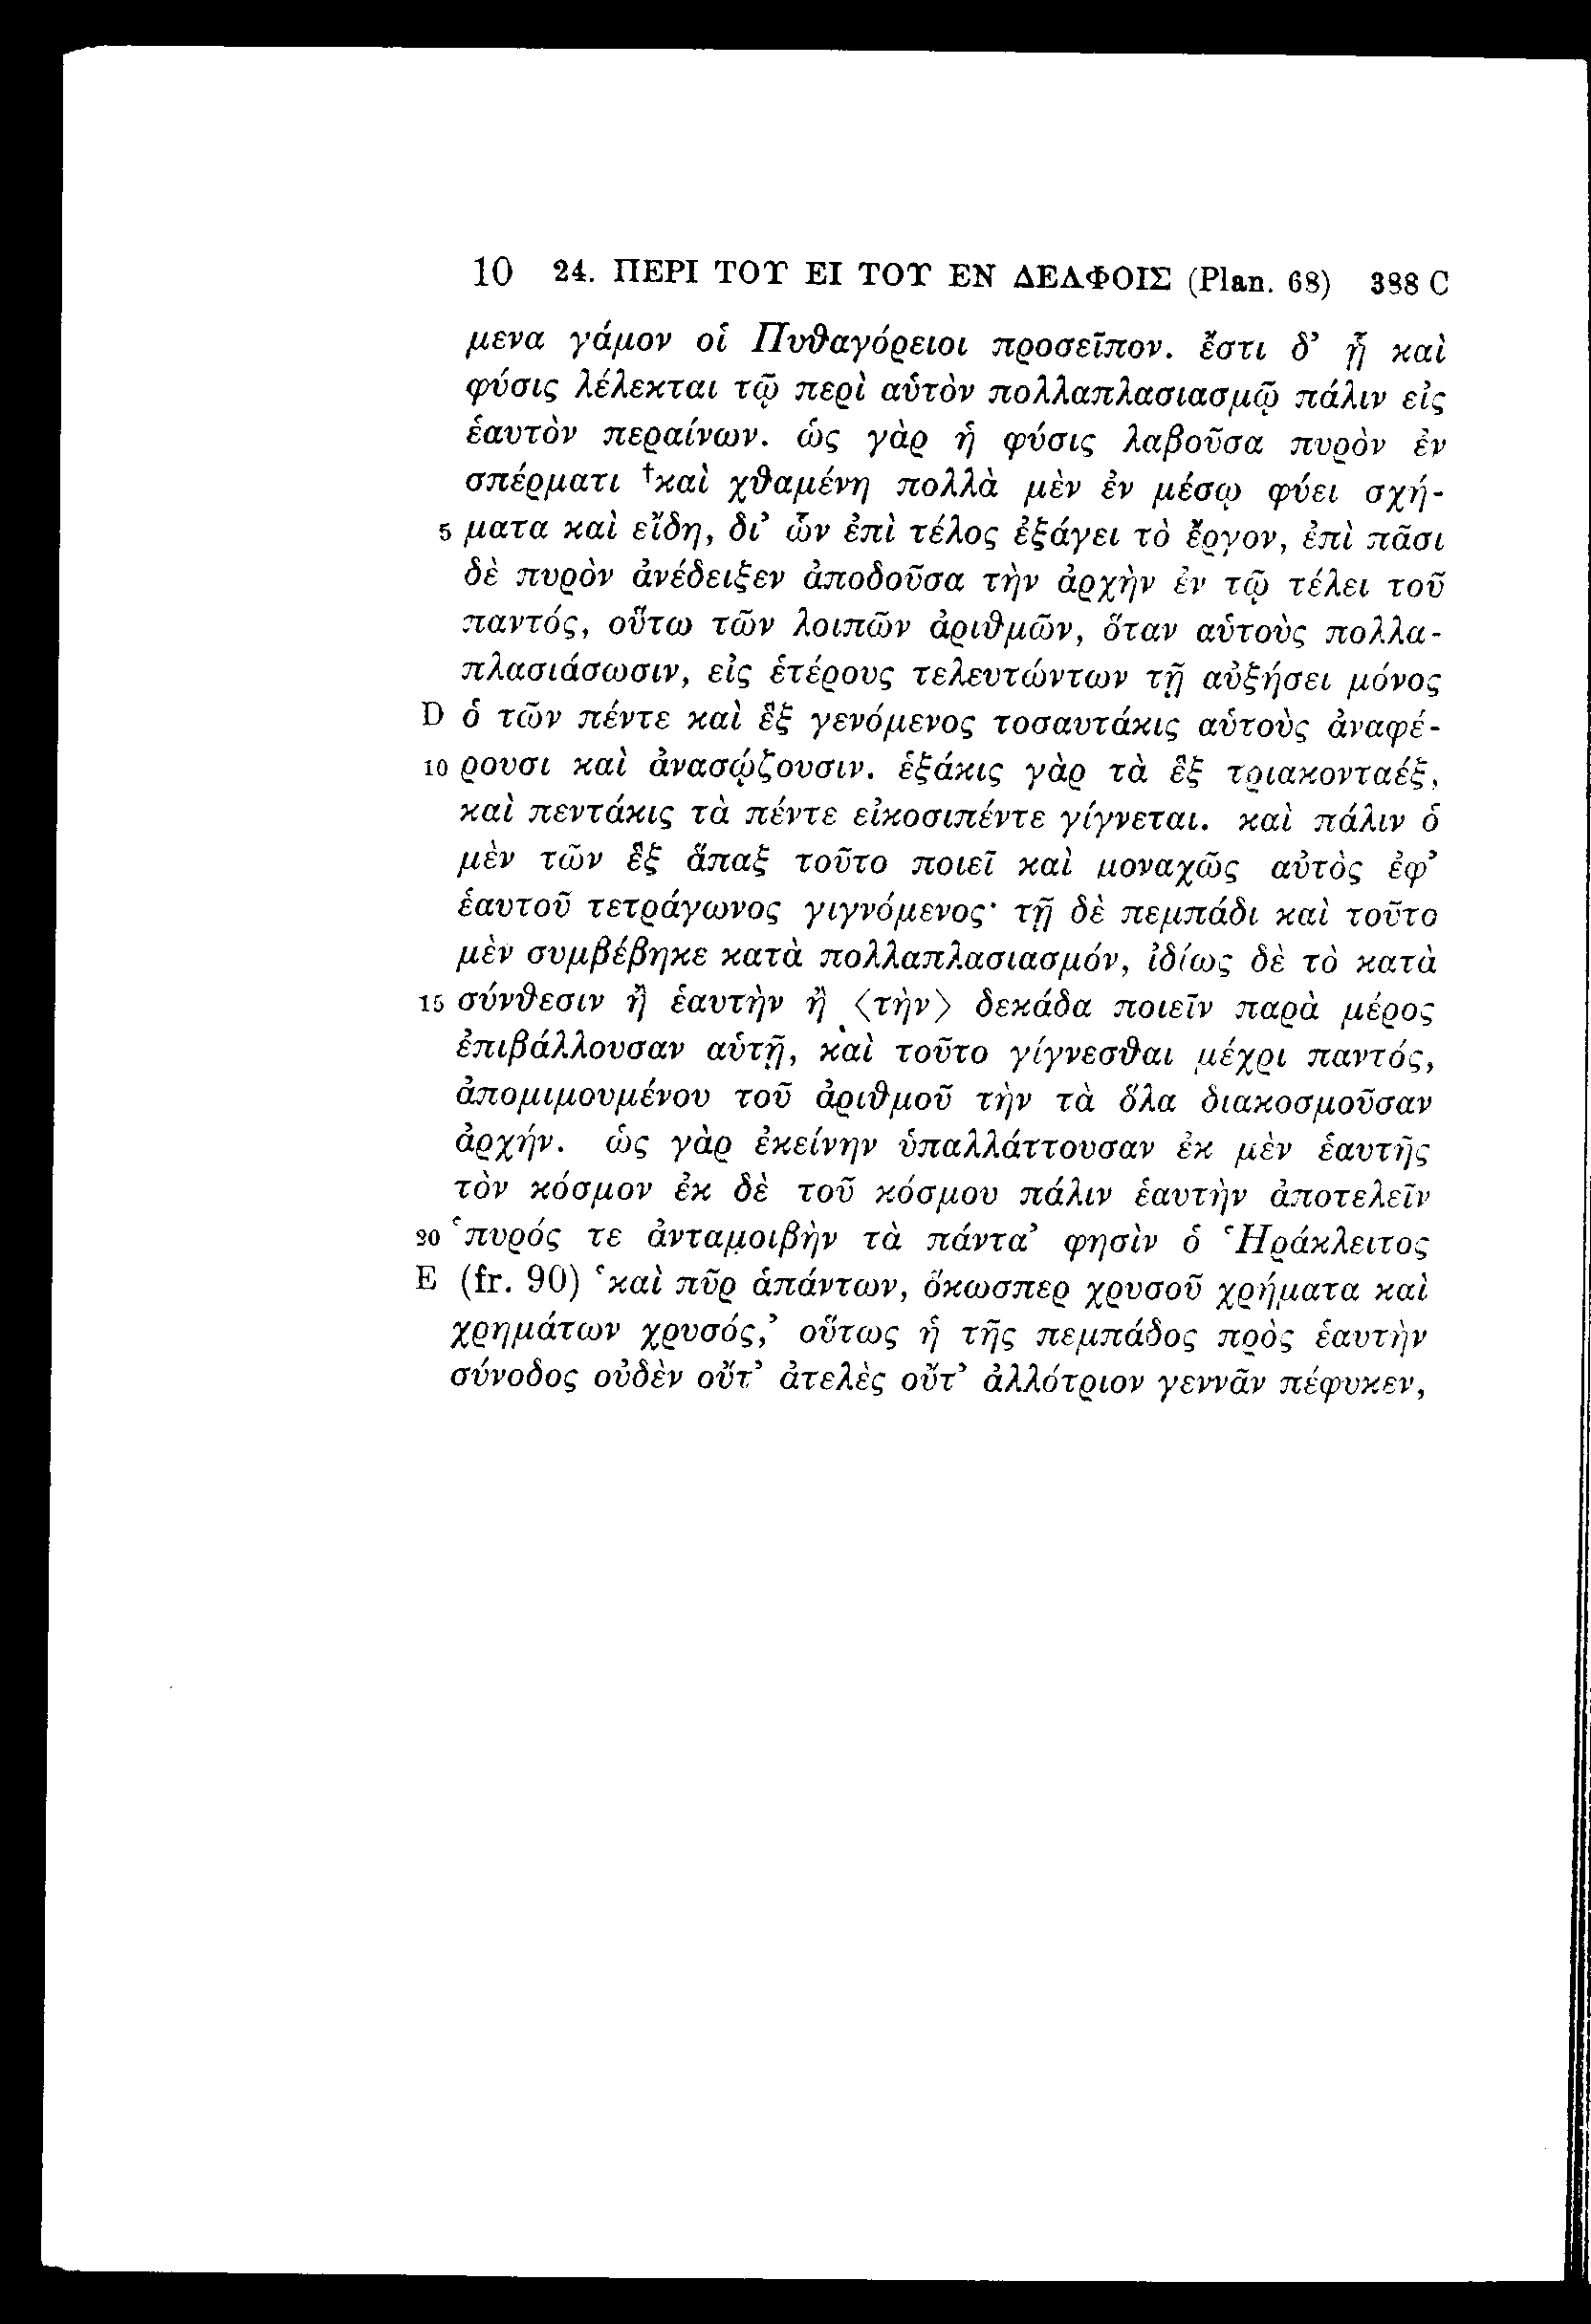 10 24. ΠΕΡΙ ΤΟΥ ΕΙ ΤΟΥ ΕΝ ΔΕΛΦΟΙΣ (Plan. 68) 388 C
μενα γάμον οἱ Πυθαγόρειοι προσεῖπον. ἔστι δ’ ᾗ καὶ
φύσις λέλεκται τῷ περὶ αὑτὸν πολλαπλασιασμῷ πάλιν εἰς
ἑαυτὸν περαίνων. ὡς γὰρ ἡ φύσις λαβοῦσα πυρὸν ἐν
σπέρματι †καὶ χθαμένη πολλὰ μὲν ἐν μέσῳ φύει σχή-
5 ματα καὶ εἴδη, δι’ ὧν ἐπὶ τέλος ἐξάγει τὸ ἔργον, ἐπὶ πᾶσι
δὲ πυρὸν ἀνέδειξεν ἀποδοῦσα τὴν ἀρχὴν ἐν τῷ τέλει τοῦ
παντός, οὕτω τῶν λοιπῶν ἀριθμῶν, ὅταν αὑτοὺς πολλα-
πλασιάσωσιν, εἰς ἑτέρους τελευτώντων τῇ αὐξήσει μόνος
D ὁ τῶν πέντε καὶ ἓξ γενόμενος τοσαυτάκις αὑτοὺς ἀναφέ-
10 ρουσι καὶ ἀνασῴζουσιν. ἑξάκις γὰρ τὰ ἓξ τριακονταέξ,
καὶ πεντάκις τὰ πέντε εἰκοσιπέντε γίγνεται. καὶ πάλιν ὁ
μὲν τῶν ἓξ ἅπαξ τοῦτο ποιεῖ καὶ μοναχῶς αὐτὸς ἐφ’
ἑαυτοῦ τετράγωνος γιγνόμενος· τῇ δὲ πεμπάδι καὶ τοῦτο
μὲν συμβέβηκε κατὰ πολλαπλασιασμόν, ἰδίως δὲ τὸ κατὰ
15 σύνθεσιν ἢ ἑαυτὴν ἢ ⟨τὴν⟩ δεκάδα ποιεῖν παρὰ μέρος
ἐπιβάλλουσαν αὑτῇ, καὶ τοῦτο γίγνεσθαι μέχρι παντός,
ἀπομιμουμένου τοῦ ἀριθμοῦ τὴν τὰ ὅλα διακοσμοῦσαν
ἀρχήν. ὡς γὰρ ἐκείνην ὑπαλλάττουσαν ἐκ μὲν ἑαυτῆς
τὸν κόσμον ἐκ δὲ τοῦ κόσμου πάλιν ἑαυτὴν ἀποτελεῖν
20 ‘πυρός τε ἀνταμοιβὴν τὰ πάντα’ φησὶν ὁ Ἡράκλειτος
E (fr. 90) ‘καὶ πῦρ ἁπάντων, ὅκωσπερ χρυσοῦ χρήματα καὶ
χρημάτων χρυσός,’ οὕτως ἡ τῆς πεμπάδος πρὸς ἑαυτὴν
σύνοδος οὐδὲν οὔτ’ ἀτελὲς οὔτ’ ἀλλότριον γεννᾶν πέφυκεν,